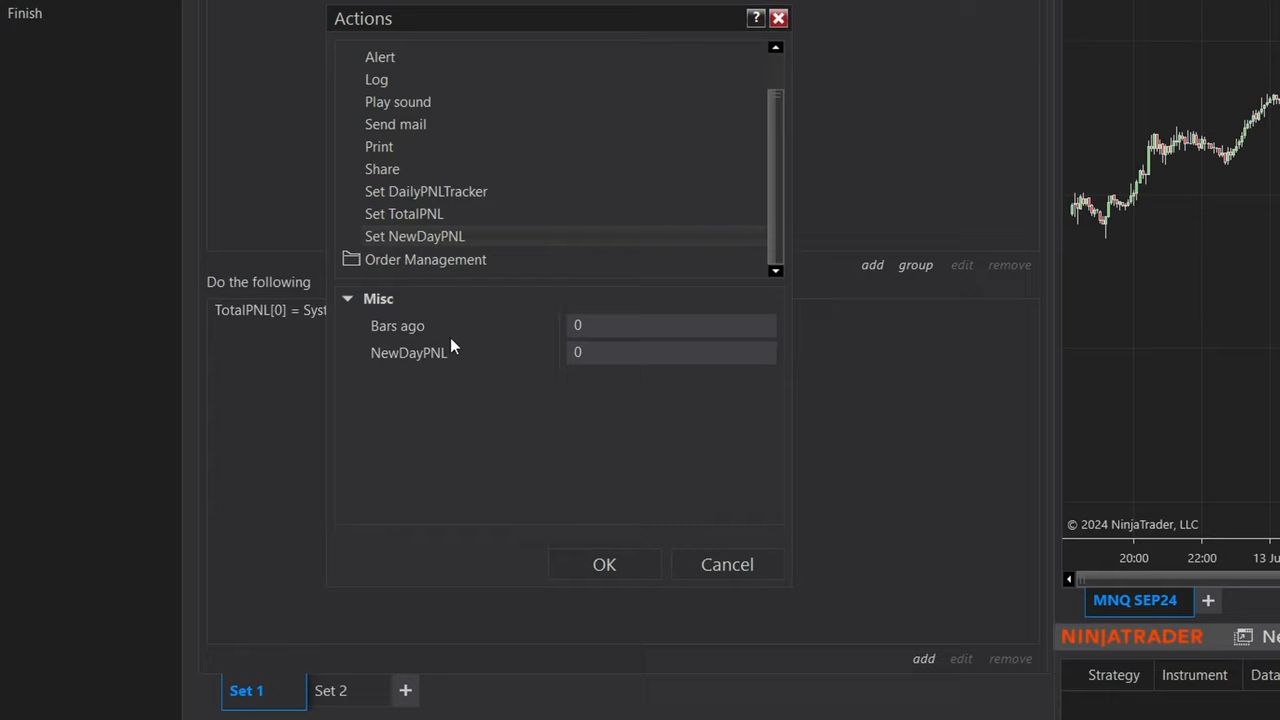 Finish
Actions
?
Alert
Log
Play sound
Send mail
Print
Share
Set DailyPNLTracker
Set TotalPNL
Set NewDayPNL
Order Management
add group edit remove
Do the following
TotalPNL[0] = Syst
Misc
Bars ago 0
NewDayPNL 0
OK Cancel
© 2024 NinjaTrader, LLC
20:00 22:00 13 Ju
MNQ SEP24 +
NINJATRADER Ne
add edit remove
Strategy Instrument Data
Set 1 Set 2 +